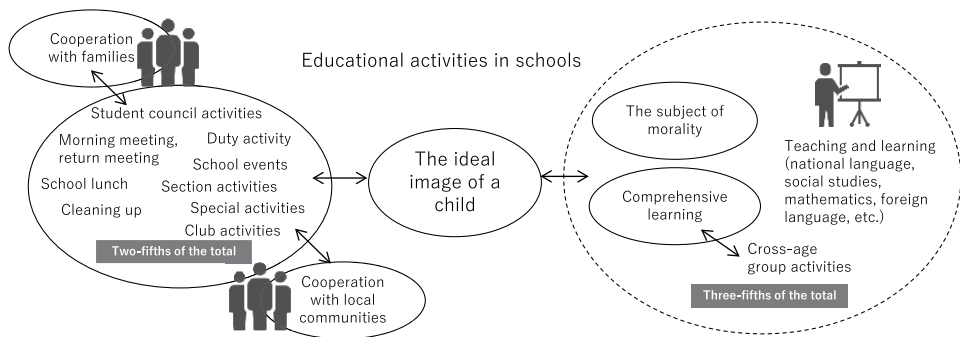 Cooperation
with families
Educational activities in schools
Student council activities
Morning meeting,
return meeting
Duty activity
School events
School lunch
Section activities
Cleaning up
Special activities
Club activities
Two-fifths of the total
Cooperation
with local
communities
The ideal
image of a
child
The subject of
morality
Comprehensive
learning
Teaching and learning
(national language,
social studies,
mathematics, foreign
language, etc.)
Cross-age
group activities
Three-fifths of the total